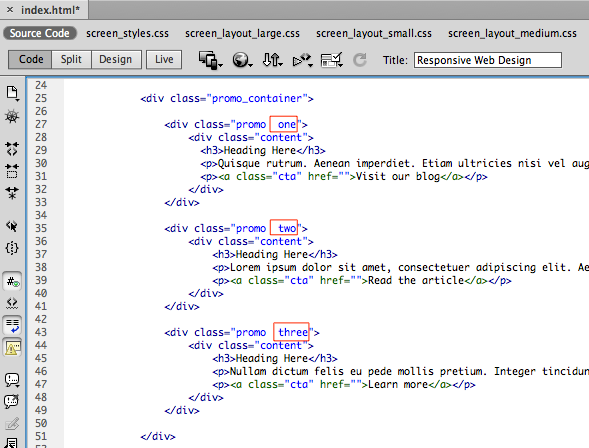 × index.html*
Source Code screen_styles.css screen_layout_large.css screen_layout_small.css screen_layout_medium.css
Code Split Design Live Title: Responsive Web Design
24
25 <div class="promo_container">
26
27 <div class="promo one">
28 <div class="content">
29 <h3>Heading Here</h3>
30 <p>Quisque rutrum. Aenean imperdiet. Etiam ultricies nisi vel aug
31 <p><a class="cta" href="">Visit our blog</a></p>
32 </div>
33 </div>
34
35 <div class="promo two">
36 <div class="content">
37 <h3>Heading Here</h3>
38 <p>Lorem ipsum dolor sit amet, consectetuer adipiscing elit. Ae
39 <p><a class="cta" href="">Read the article</a></p>
40 </div>
41 </div>
42
43 <div class="promo three">
44 <div class="content">
45 <h3>Heading Here</h3>
46 <p>Nullam dictum felis eu pede mollis pretium. Integer tincidun
47 <p><a class="cta" href="">Learn more</a></p>
48 </div>
49 </div>
50
51 </div>